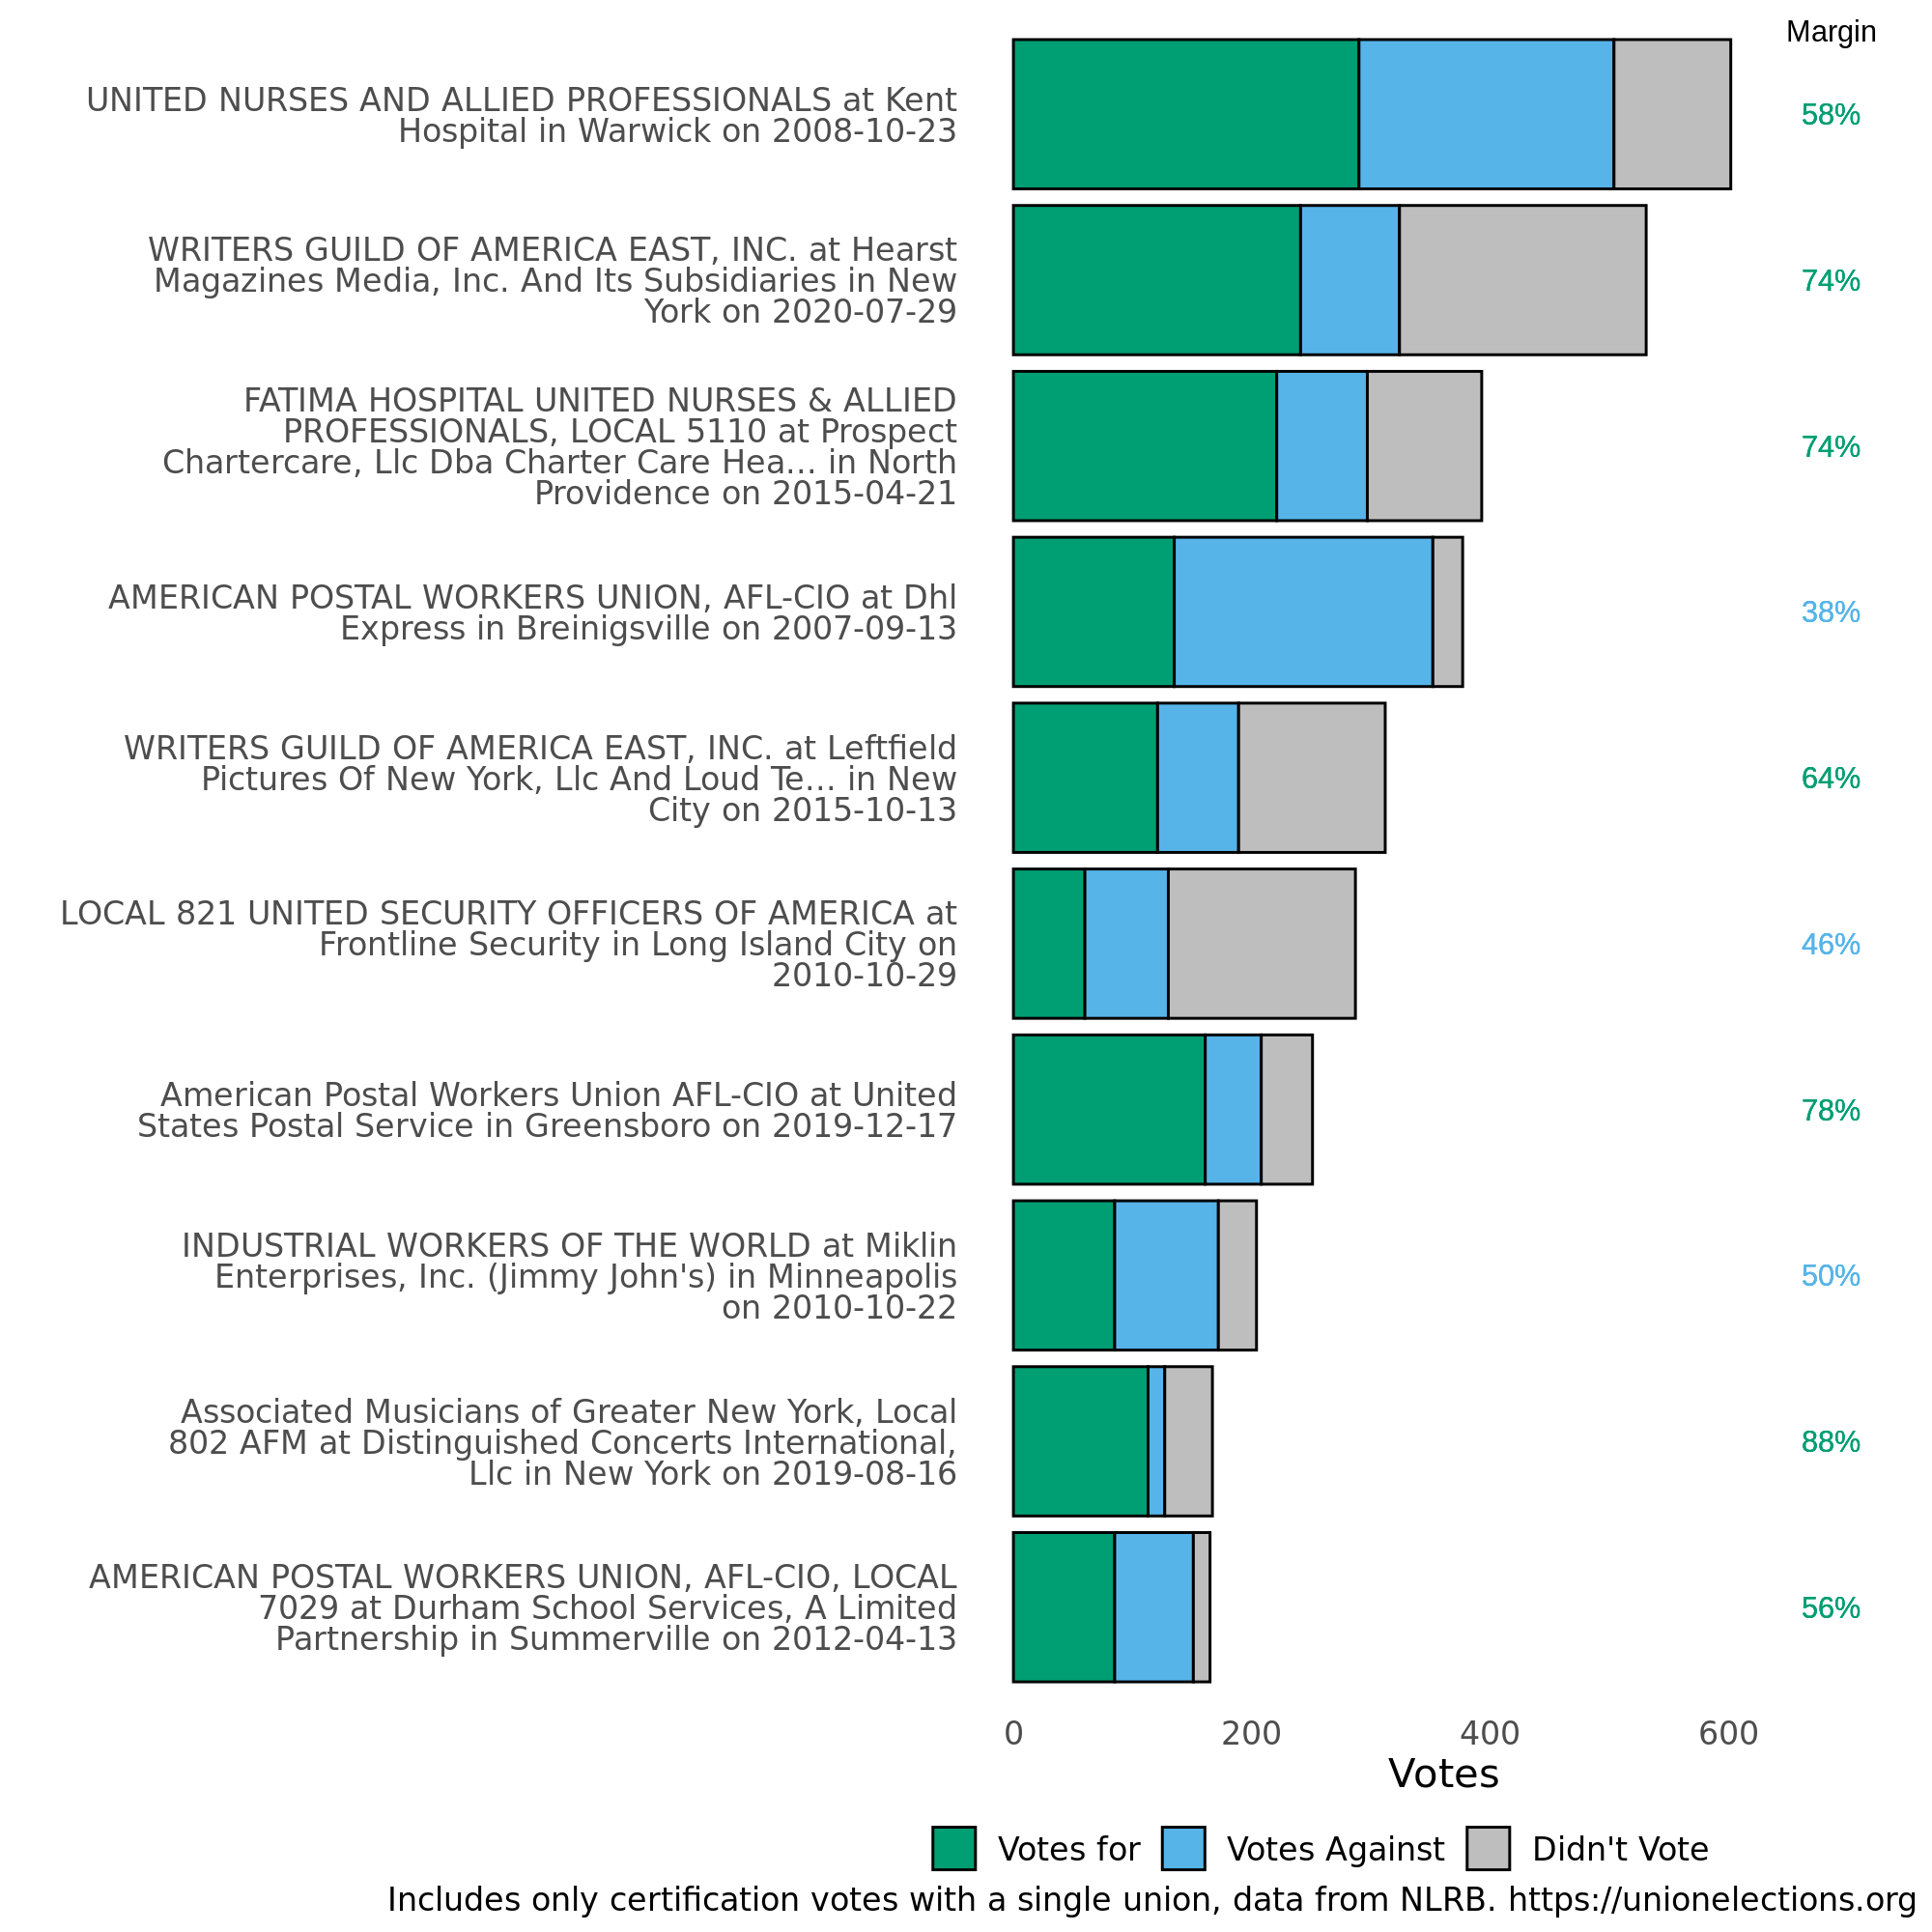 Margin
UNITED NURSES AND ALLIED PROFESSIONALS at Kent
Hospital in Warwick on 2008-10-23
58%
WRITERS GUILD OF AMERICA EAST, INC. at Hearst
Magazines Media, Inc. And Its Subsidiaries in New
York on 2020-07-29
74%
FATIMA HOSPITAL UNITED NURSES & ALLIED
PROFESSIONALS, LOCAL 5110 at Prospect
Chartercare, Llc Dba Charter Care Hea... in North
Providence on 2015-04-21
74%
AMERICAN POSTAL WORKERS UNION, AFL-CIO at Dhl
Express in Breinigsville on 2007-09-13
38%
WRITERS GUILD OF AMERICA EAST, INC. at Leftfield
Pictures Of New York, Llc And Loud Te... in New
City on 2015-10-13
64%
LOCAL 821 UNITED SECURITY OFFICERS OF AMERICA at
Frontline Security in Long Island City on
2010-10-29
46%
American Postal Workers Union AFL-CIO at United
States Postal Service in Greensboro on 2019-12-17
78%
INDUSTRIAL WORKERS OF THE WORLD at Miklin
Enterprises, Inc. (Jimmy John's) in Minneapolis
on 2010-10-22
50%
Associated Musicians of Greater New York, Local
802 AFM at Distinguished Concerts International,
Llc in New York on 2019-08-16
88%
AMERICAN POSTAL WORKERS UNION, AFL-CIO, LOCAL
7029 at Durham School Services, A Limited
Partnership in Summerville on 2012-04-13
56%
0 200 400 600
Votes
Votes for Votes Against Didn't Vote
Includes only certification votes with a single union, data from NLRB. https://unionelections.org